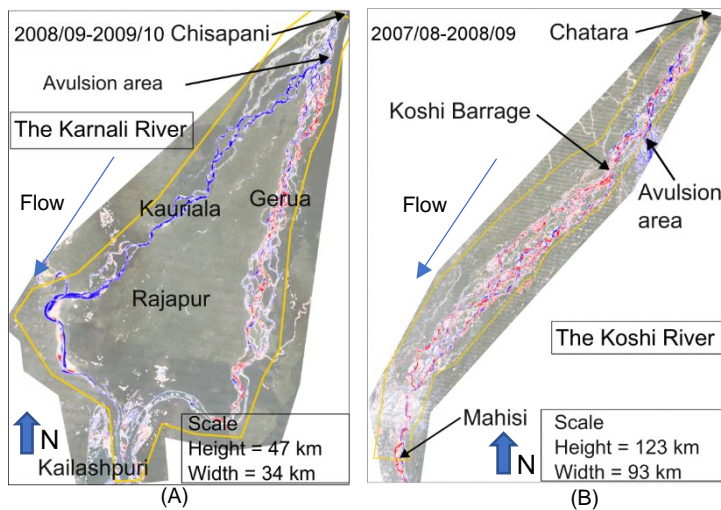 2008/09-2009/10 Chisapani
Avulsion area
The Karnali River
Flow
Kauriala
Gerua
Rajapur
N
Kailashpuri
Scale
Height = 47 km
Width = 34 km
(A)
2007/08-2008/09
Chatara
Koshi Barrage
Avulsion
area
Flow
The Koshi River
Mahisi
N
Scale
Height = 123 km
Width = 93 km
(B)